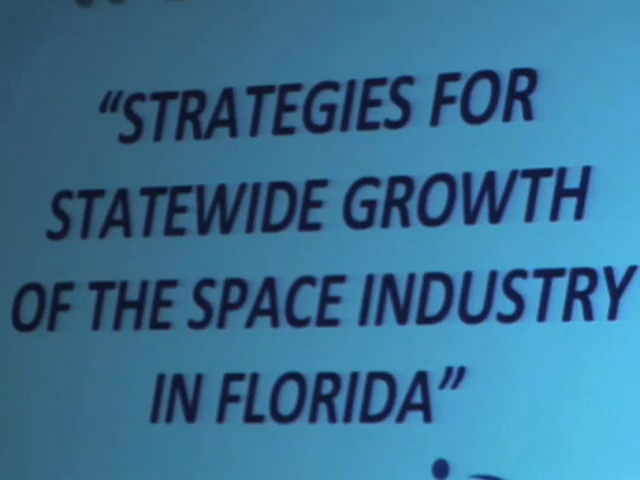 “STRATEGIES FOR
STATEWIDE GROWTH
OF THE SPACE INDUSTRY
IN FLORIDA”